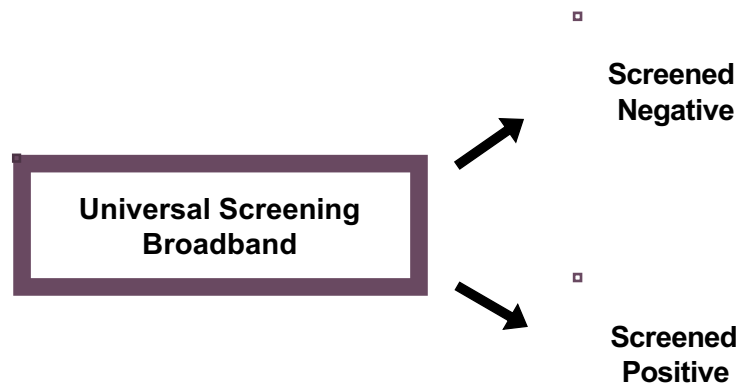 Screened
Negative
Universal Screening
Broadband
Screened
Positive